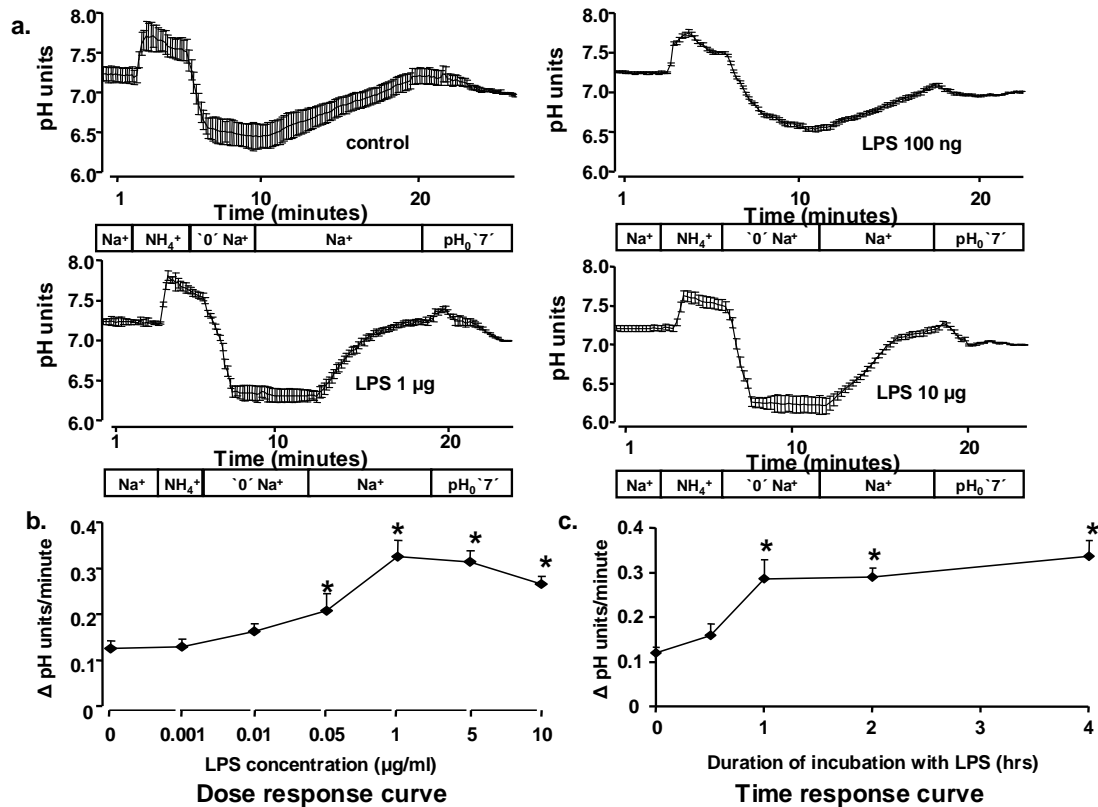 a.
pH units
8.0
7.5
7.0
6.5
6.0
control
1
10
20
Time (minutes)
Na⁺
NH₄⁺
`0´ Na⁺
Na⁺
pH₀ `7´
pH units
8.0
7.5
7.0
6.5
6.0
LPS 100 ng
1
10
20
Time (minutes)
Na⁺
NH₄⁺
`0´ Na⁺
Na⁺
pH₀ `7´
pH units
8.0
7.5
7.0
6.5
6.0
LPS 1 µg
1
10
20
Time (minutes)
Na⁺
NH₄⁺
`0´ Na⁺
Na⁺
pH₀ `7´
pH units
8.0
7.5
7.0
6.5
6.0
LPS 10 µg
1
10
20
Time (minutes)
Na⁺
NH₄⁺
`0´ Na⁺
Na⁺
pH₀ `7´
b.
Δ pH units/minute
0.4
0.3
0.2
0.1
0
* * * *
0 0.001 0.01 0.05 1 5 10
LPS concentration (µg/ml)
Dose response curve
c.
Δ pH units/minute
0.4
0.3
0.2
0.1
0
* * *
0 1 2 3 4
Duration of incubation with LPS (hrs)
Time response curve